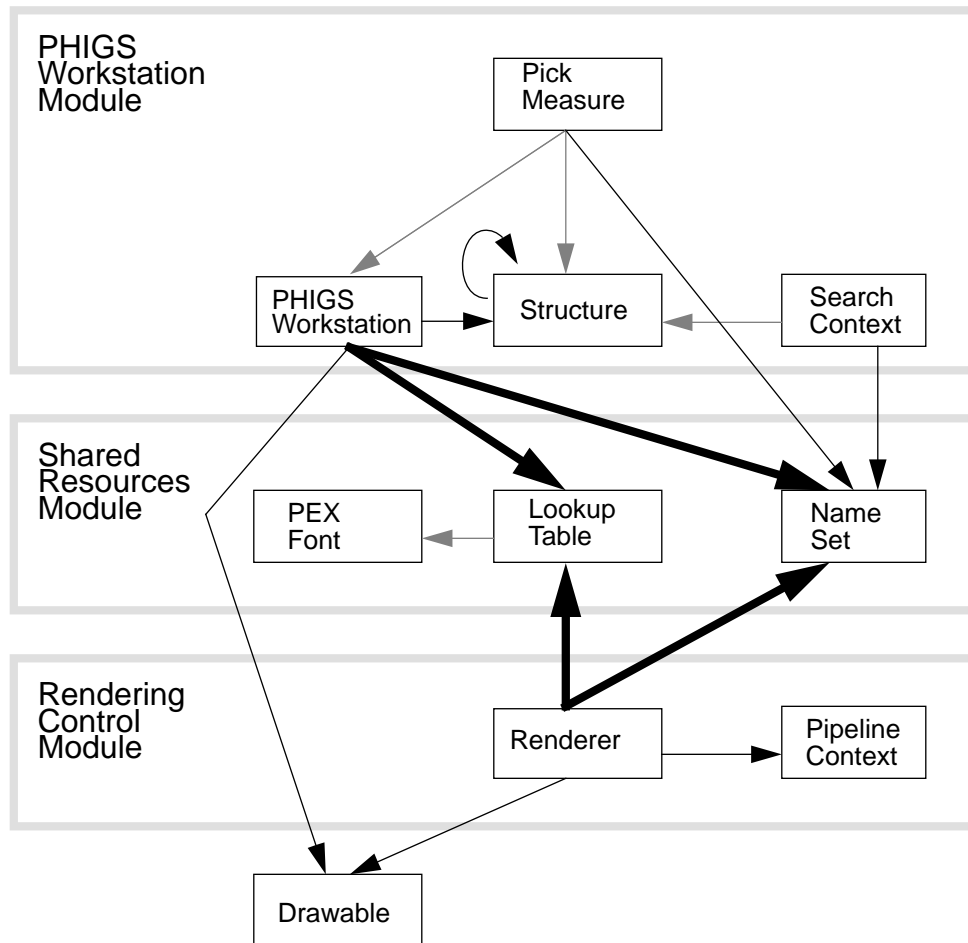 PHIGS
Workstation
Module
Pick
Measure
PHIGS
Workstation
Structure
Search
Context
Shared
Resources
Module
PEX
Font
Lookup
Table
Name
Set
Rendering
Control
Module
Renderer
Pipeline
Context
Drawable